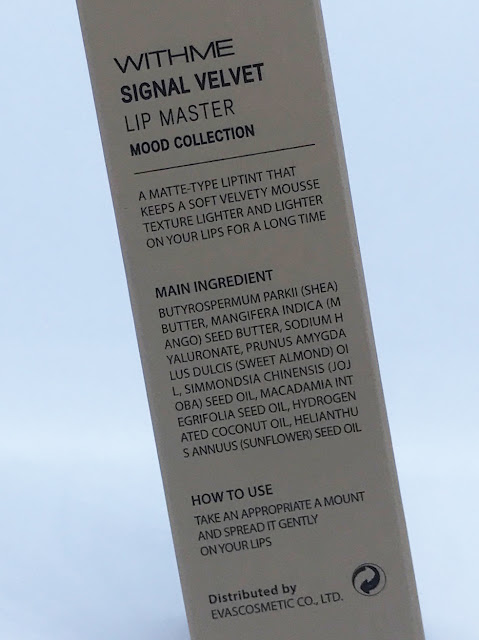 WITHME
SIGNAL VELVET
LIP MASTER
MOOD COLLECTION
A MATTE-TYPE LIPTINT THAT
KEEPS A SOFT VELVETY MOUSSE
TEXTURE LIGHTER AND LIGHTER
ON YOUR LIPS FOR A LONG TIME
MAIN INGREDIENT
BUTYROSPERMUM PARKII (SHEA)
BUTTER, MANGIFERA INDICA (M
ANGO) SEED BUTTER, SODIUM H
YALURONATE, PRUNUS AMYGDA
LUS DULCIS (SWEET ALMOND) OI
L, SIMMONDSIA CHINENSIS (JOJ
OBA) SEED OIL, MACADAMIA INT
EGRIFOLIA SEED OIL, HYDROGEN
ATED COCONUT OIL, HELIANTHU
S ANNUUS (SUNFLOWER) SEED OIL
HOW TO USE
TAKE AN APPROPRIATE A MOUNT
AND SPREAD IT GENTLY
ON YOUR LIPS
Distributed by
EVASCOSMETIC CO., LTD.